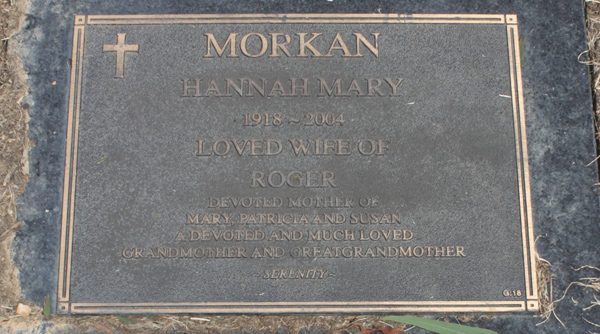 MORKAN
HANNAH MARY
1918 ~ 2004
LOVED WIFE OF
ROGER
DEVOTED MOTHER OF
MARY, PATRICIA AND SUSAN
A DEVOTED AND MUCH LOVED
GRANDMOTHER AND GREATGRANDMOTHER
~SERENITY~
G.18